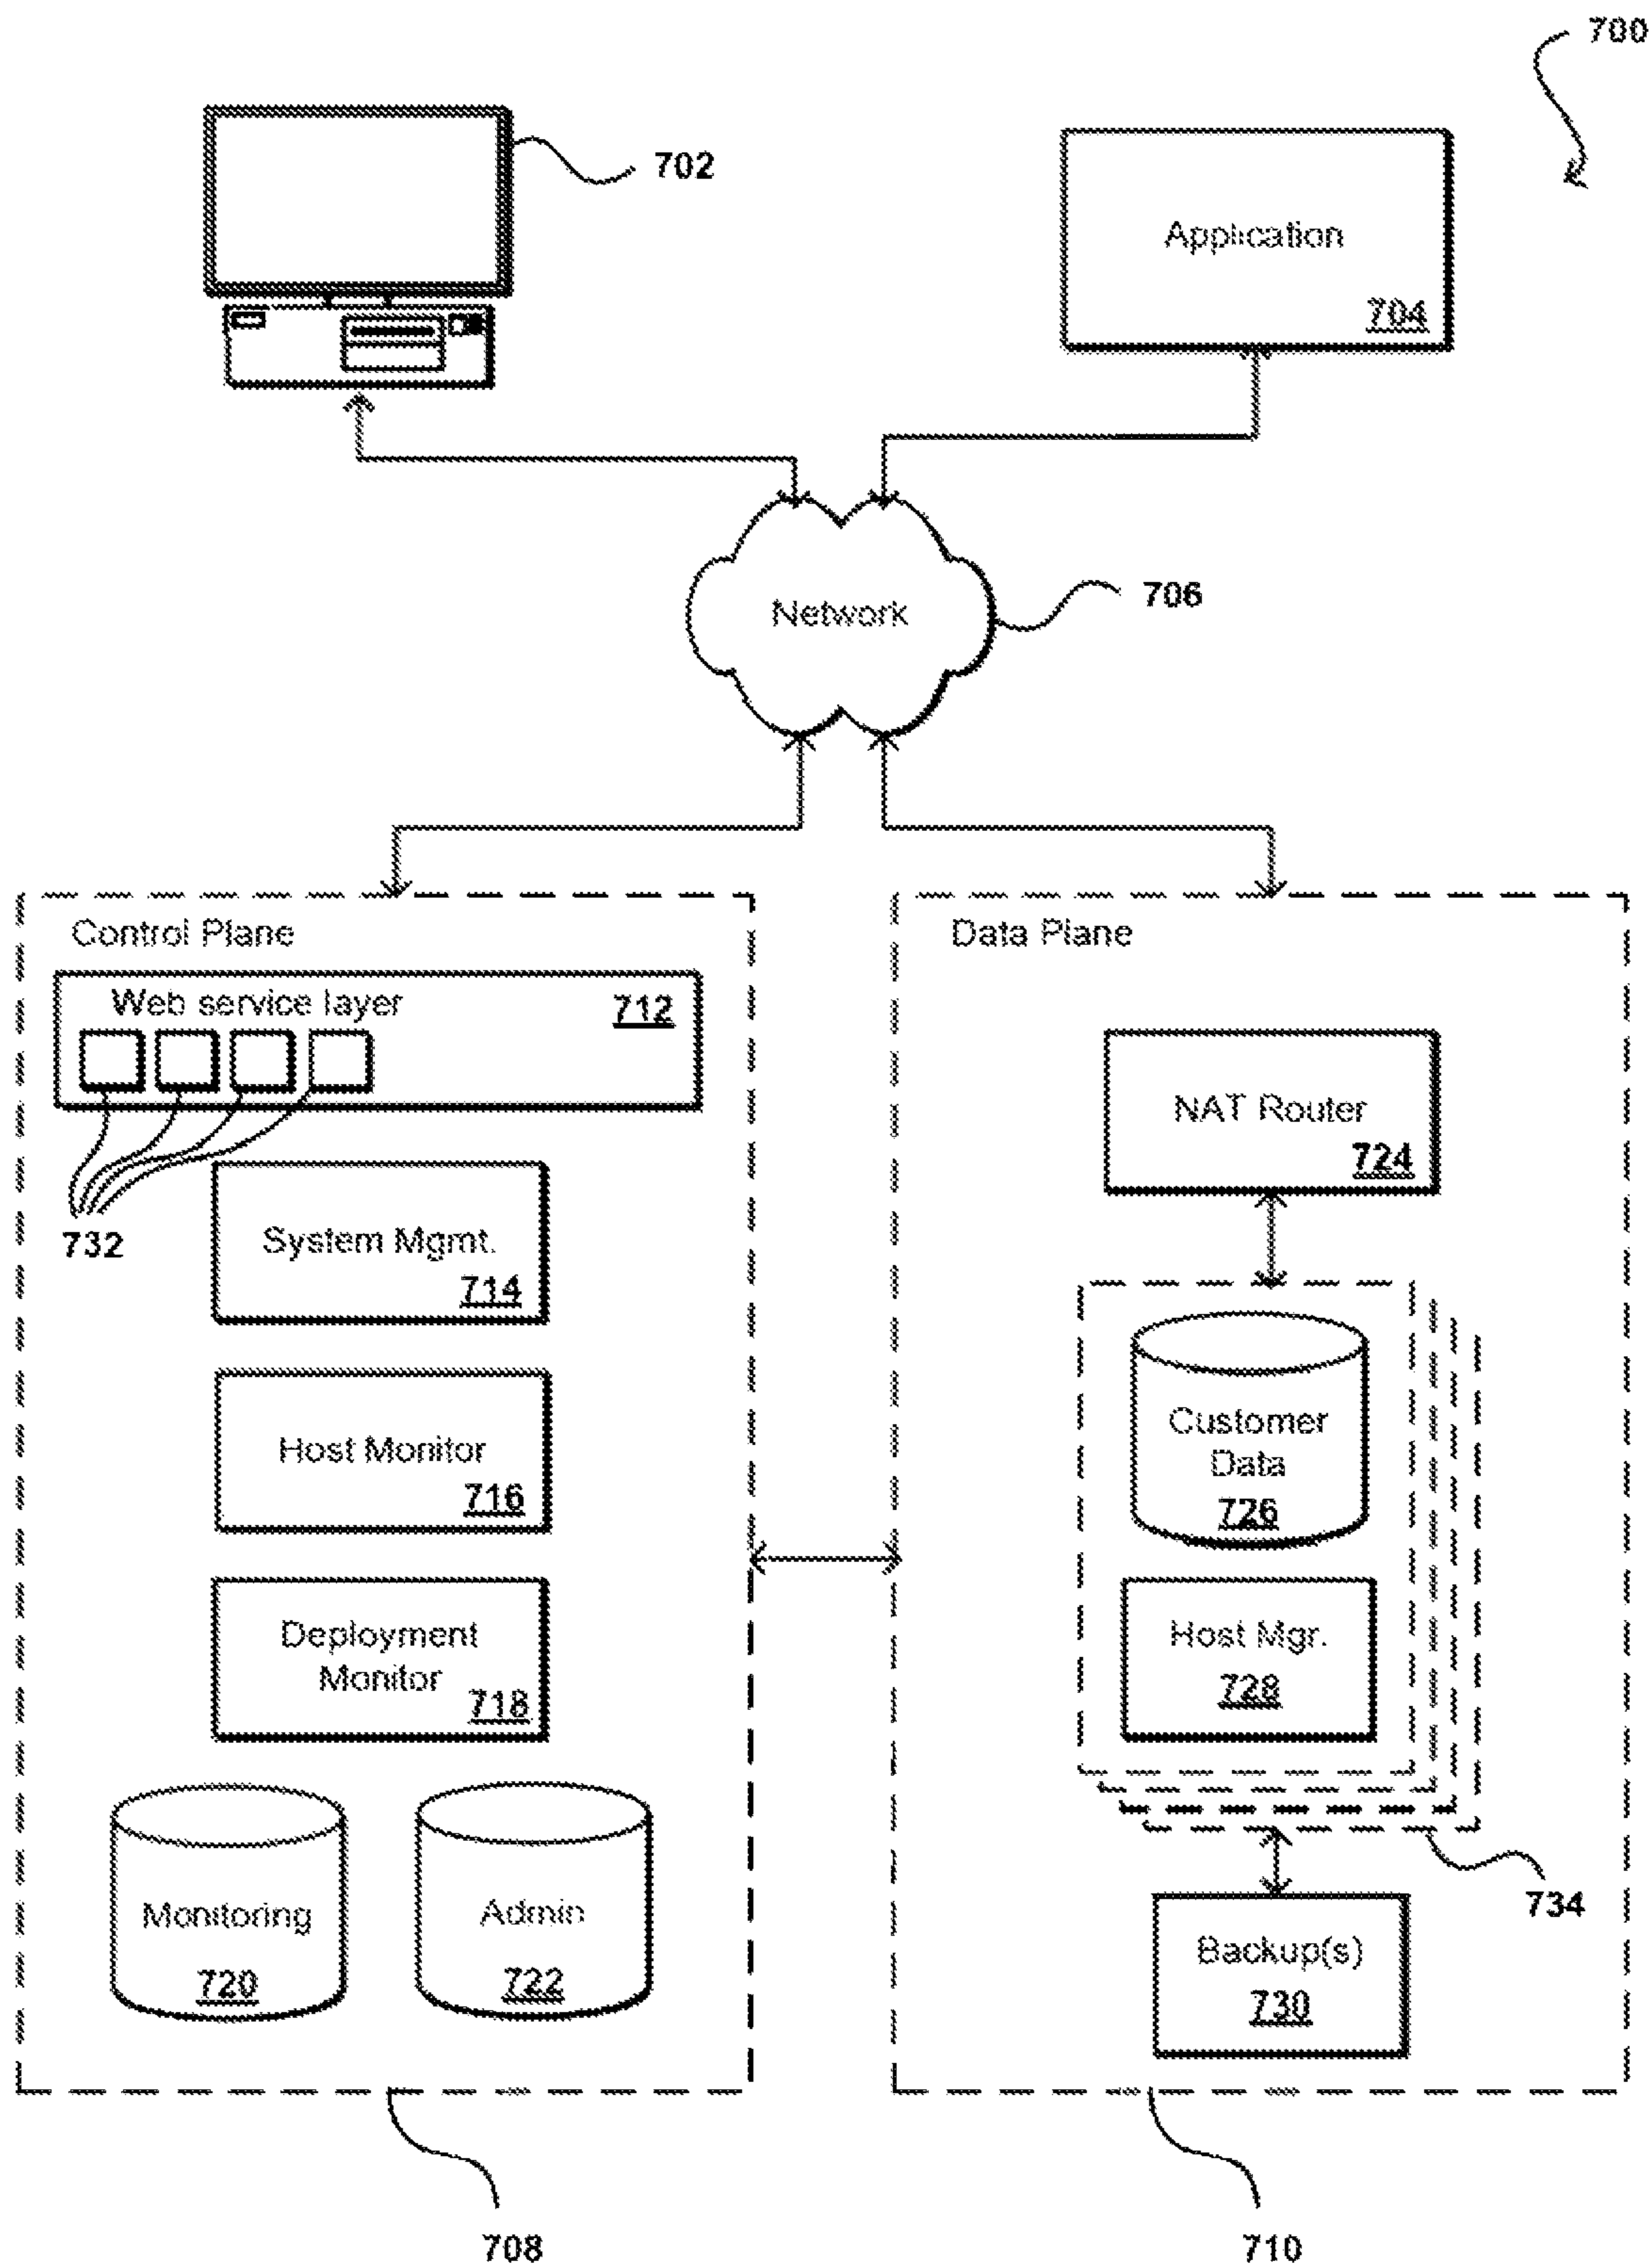 700
702
Application
704
Network
706
Control Plane
Data Plane
Web service layer
712
732
System Mgmt.
714
Host Monitor
716
Deployment
Monitor
718
Monitoring
720
Admin
722
NAT Router
724
Customer
Data
726
Host Mgr.
728
734
Backup(s)
730
708
710